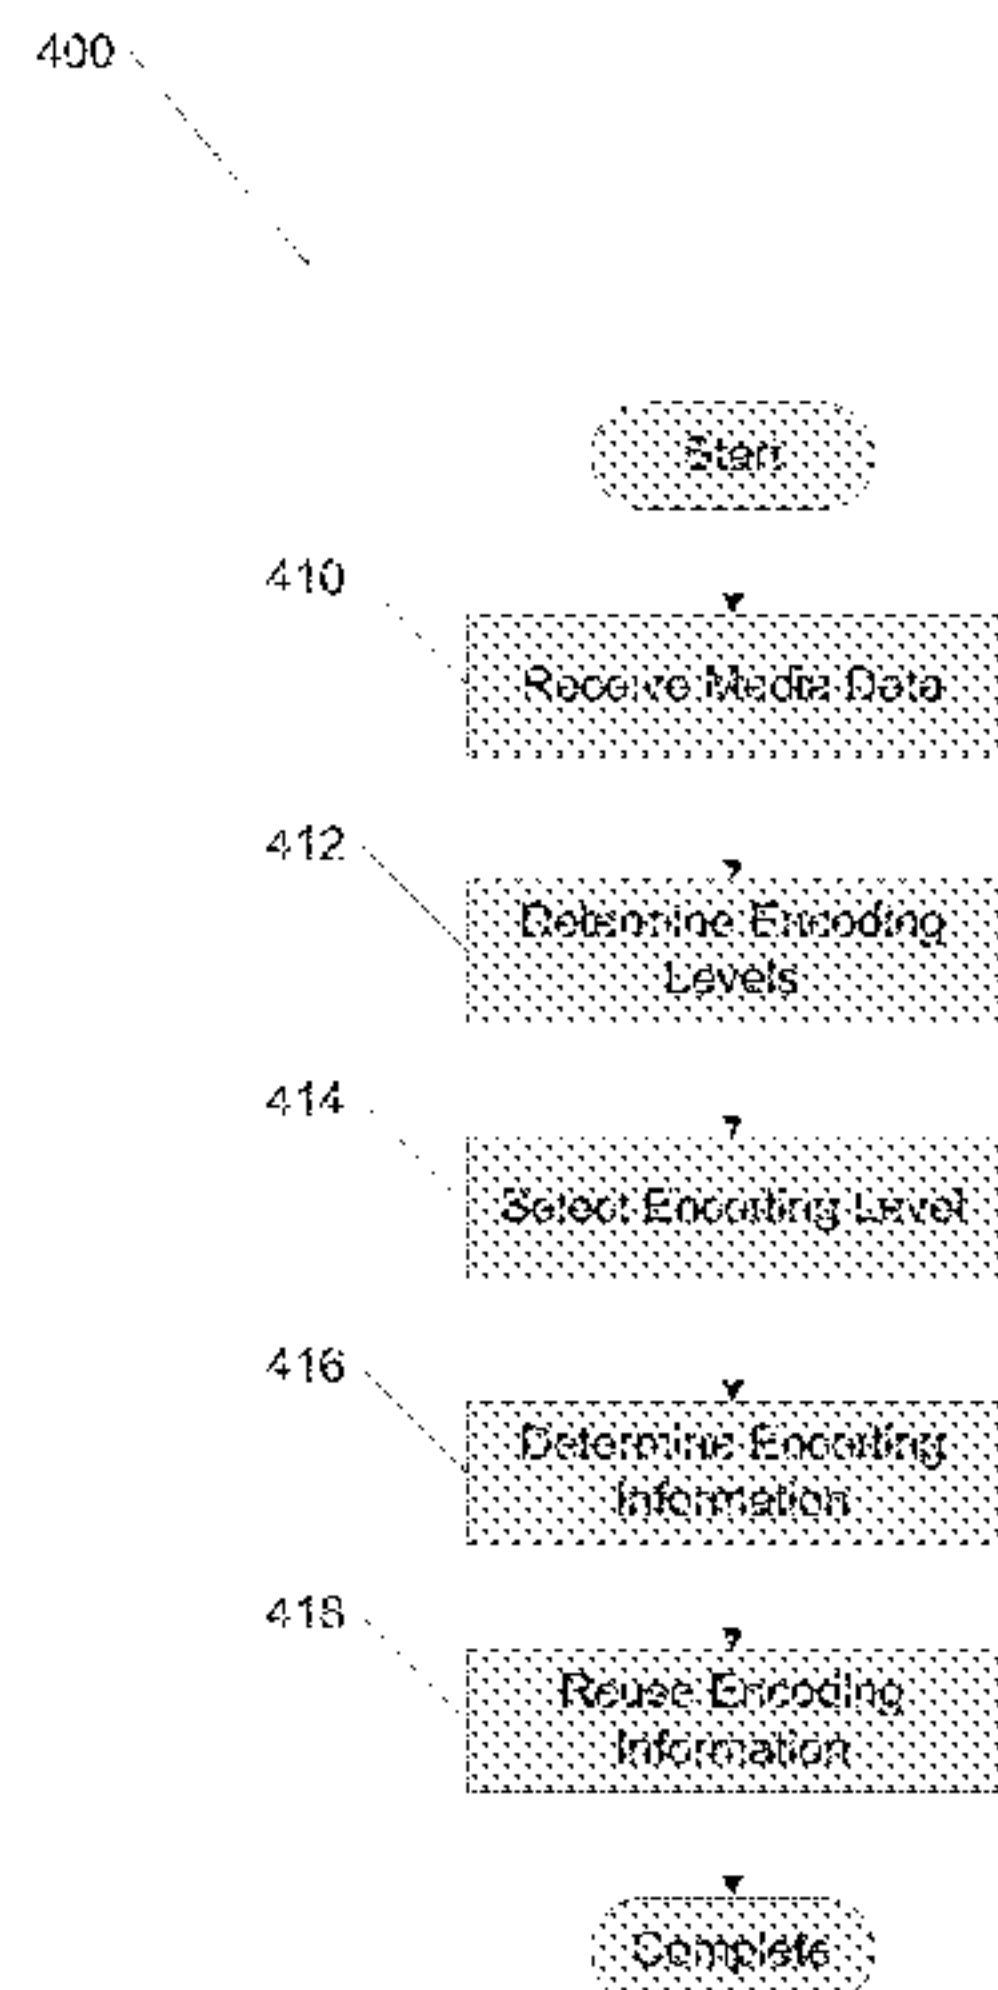 400
Start
410
Receive Media Data
412
Determine Encoding
Levels
414
Select Encoding Level
416
Determine Encoding
Information
418
Reuse Encoding
Information
Complete